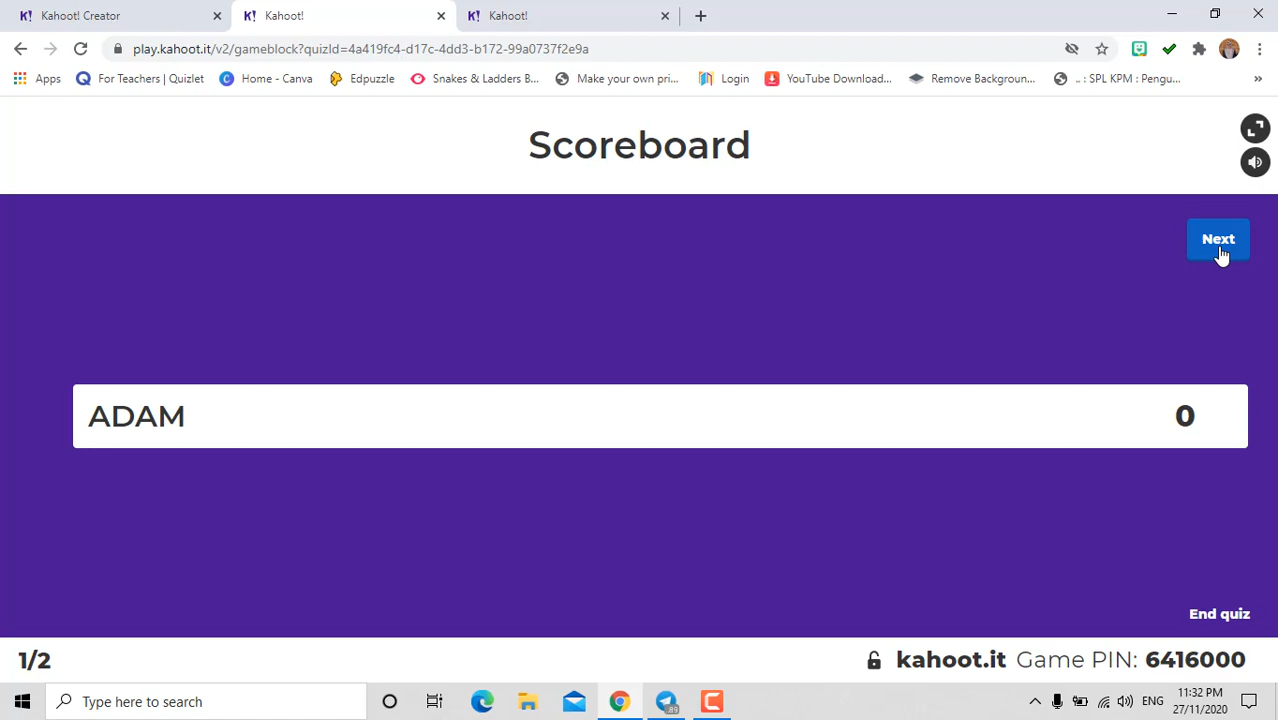 K! Kahoot! Creator
K! Kahoot!
K! Kahoot!
play.kahoot.it/v2/gameblock?quizId=4a419fc4-d17c-4dd3-b172-99a0737f2e9a
Apps
For Teachers | Quizlet
Home - Canva
Edpuzzle
Snakes & Ladders B...
Make your own pri...
Login
YouTube Download...
Remove Backgroun...
.. : SPL KPM : Pengu...
»
Scoreboard
Next
ADAM 0
End quiz
1/2
kahoot.it Game PIN: 6416000
Type here to search
89
ENG
11:32 PM
27/11/2020